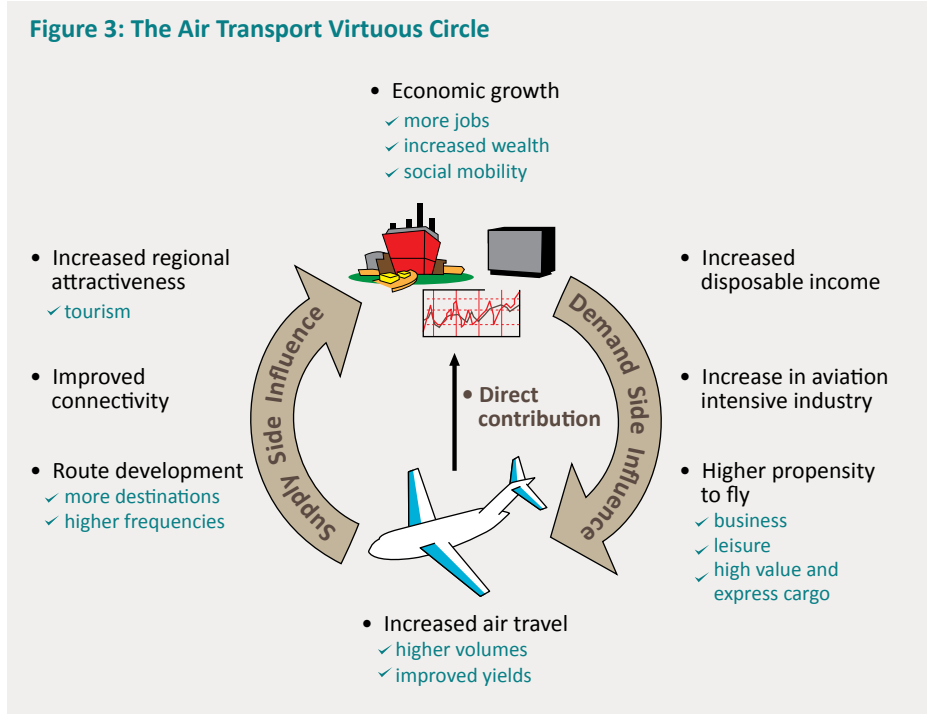 Figure 3: The Air Transport Virtuous Circle
• Economic growth
✓ more jobs
✓ increased wealth
✓ social mobility
• Increased regional
attractiveness
✓ tourism
• Improved
connectivity
• Route development
✓ more destinations
✓ higher frequencies
Supply Side Influence
• Direct
contribution
Demand Side Influence
• Increased
disposable income
• Increase in aviation
intensive industry
• Higher propensity
to fly
✓ business
✓ leisure
✓ high value and
express cargo
• Increased air travel
✓ higher volumes
✓ improved yields